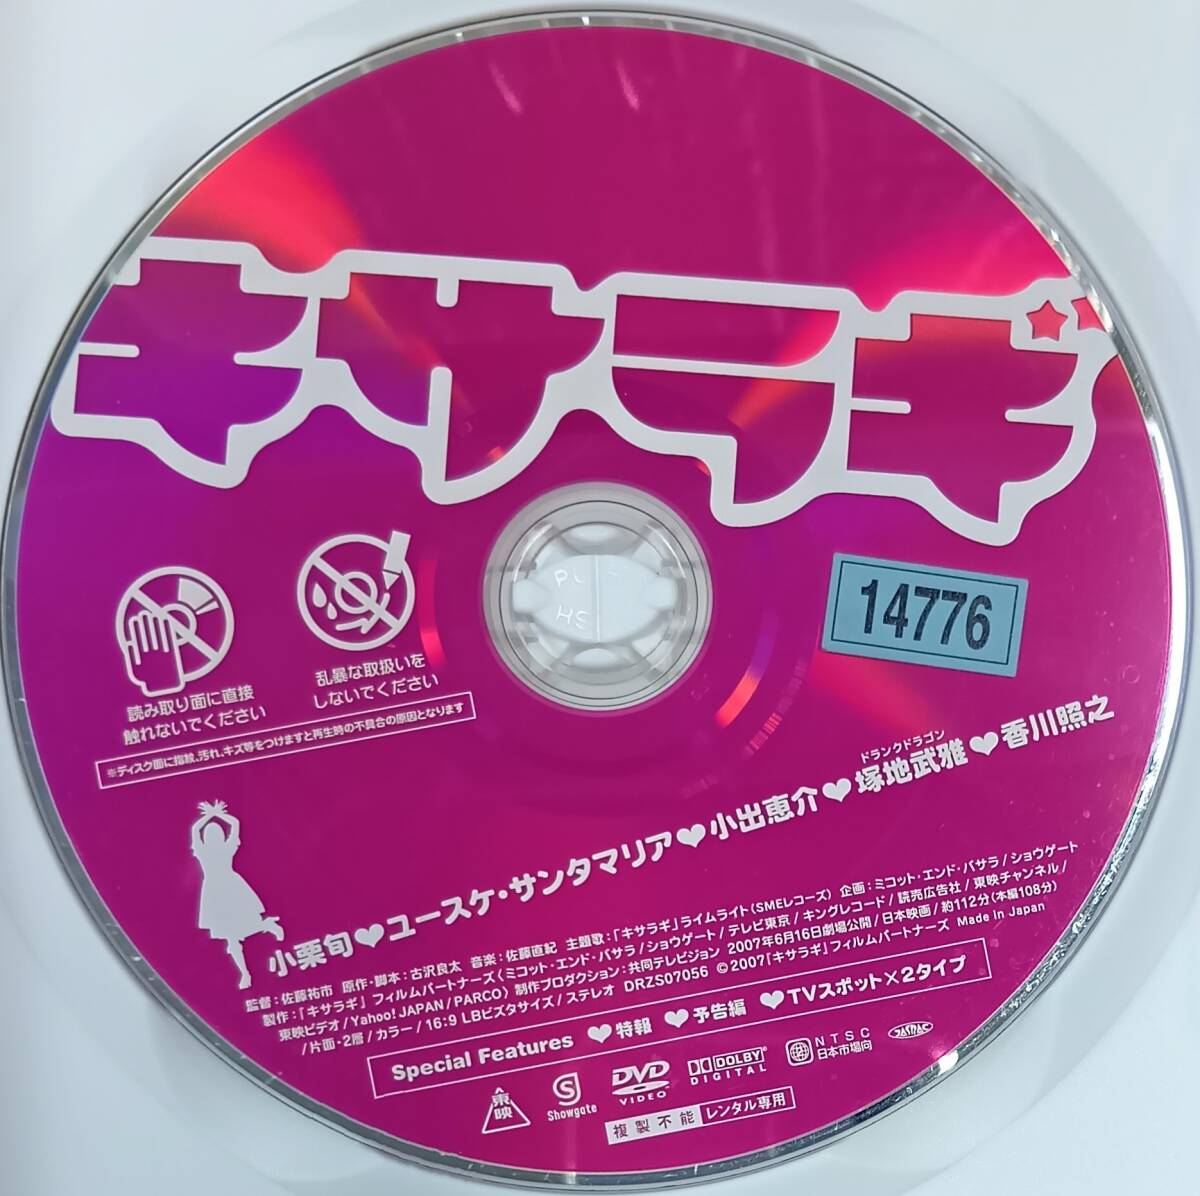 キサラギ
PU
HS
14776
読み取り面に直接
触れないでください
乱暴な取扱いを
しないでください
※ディスク面に指紋、汚れ、キズ等をつけますと再生時の不具合の原因となります
ドランクドラゴン
小栗旬♥ユースケ・サンタマリア♥小出恵介♥塚地武雅♥香川照之
監督:佐藤祐市 原作・脚本:古沢良太 音楽:佐藤直紀 主題歌:「キサラギ」ライムライト(SMEレコーズ) 企画:ミコット・エンド・バサラ/ショウゲート
製作:「キサラギ」フィルムパートナーズ〈ミコット・エンド・バサラ/ショウゲート/テレビ東京/キングレコード/読売広告社/東映チャンネル/
東映ビデオ/Yahoo! JAPAN/PARCO〉 制作プロダクション:共同テレビジョン 2007年6月16日劇場公開/日本映画/約112分(本編108分)
/片面・2層/カラー/16:9 LBビスタサイズ/ステレオ DRZS07056 ©2007「キサラギ」フィルムパートナーズ Made in Japan
Special Features ♥特報 ♥予告編 ♥TVスポット×2タイプ
東映
Showgate
DVD
VIDEO
DOLBY
DIGITAL
NTSC
日本市場向
JASRAC
複製不能 レンタル専用